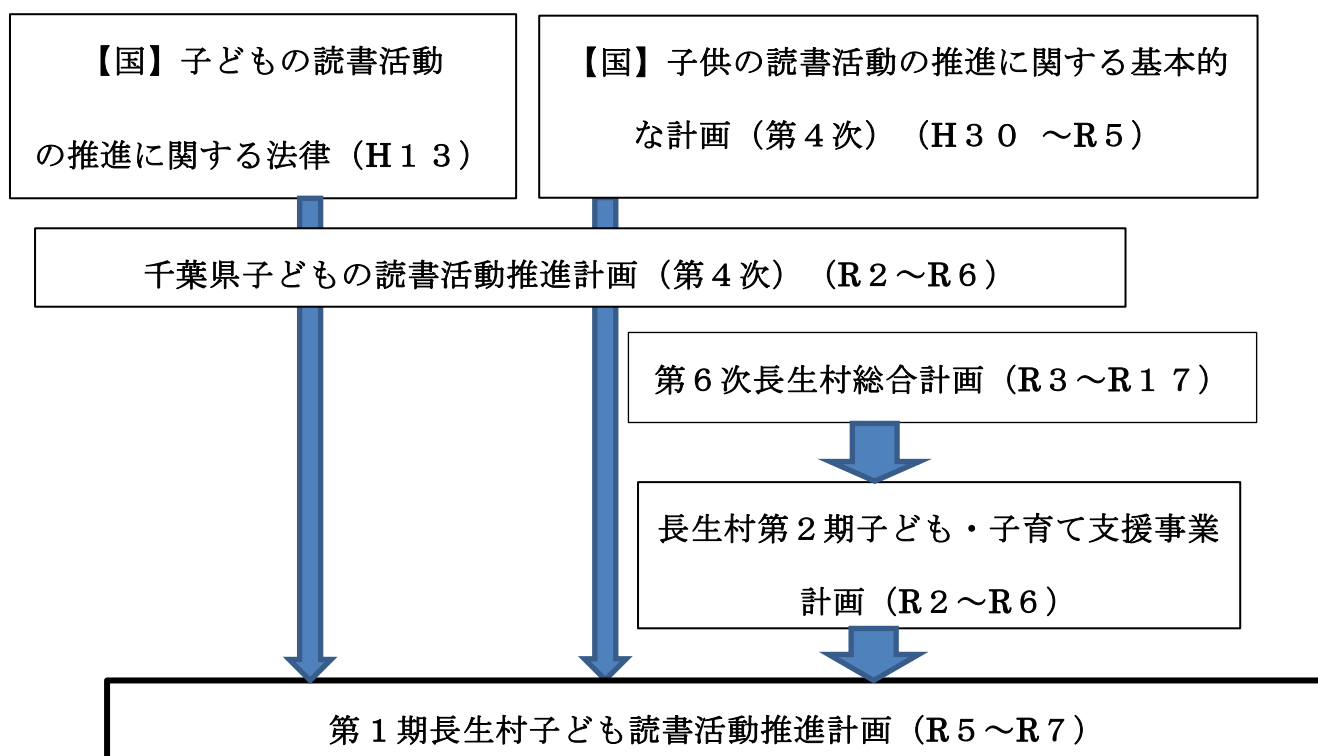 【国】子どもの読書活動
の推進に関する法律（H１３）
【国】子供の読書活動の推進に関する基本的
な計画（第４次）（H３０ ～R５）
千葉県子どもの読書活動推進計画（第４次）（R２～R６）
第６次長生村総合計画（R３～R１７）
長生村第２期子ども・子育て支援事業
計画（R２～R６）
第１期長生村子ども読書活動推進計画（R５～R７）